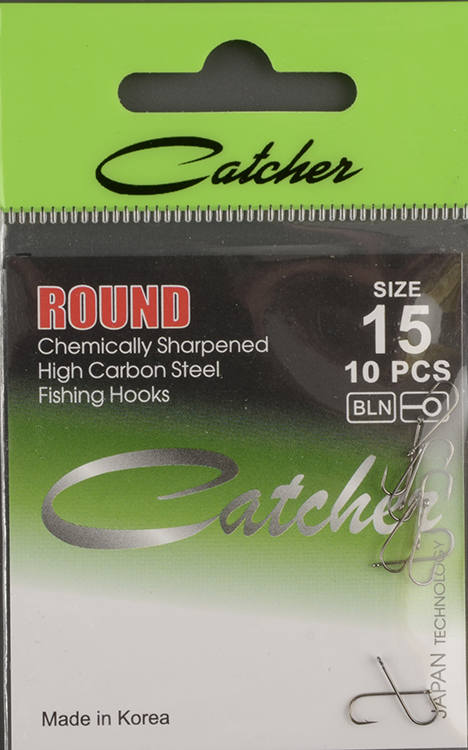 Catcher
ROUND
Chemically Sharpened
High Carbon Steel
Fishing Hooks
SIZE
15
10 PCS
BLN
Catcher
JAPAN TECHNOLOGY
Made in Korea